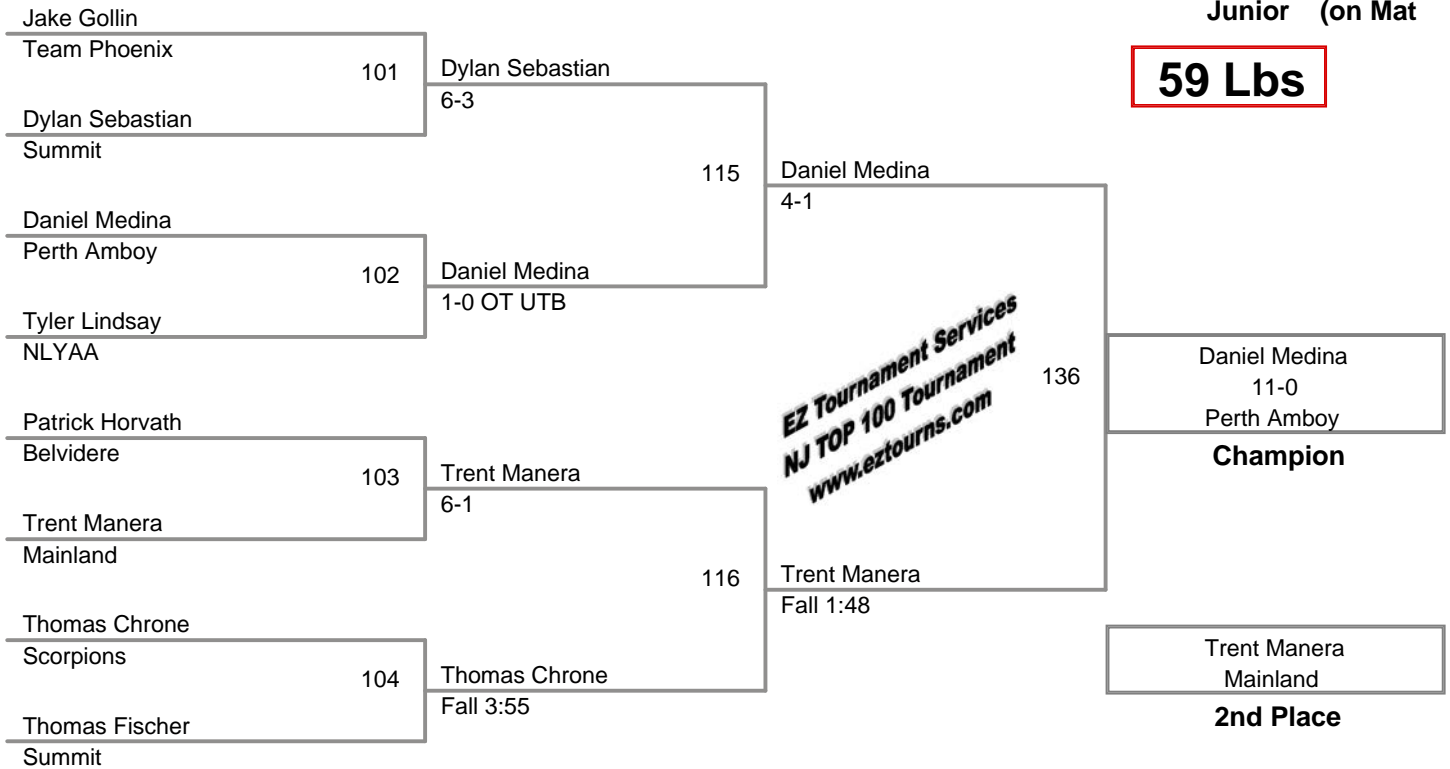 Junior (on Mat
59 Lbs
Jake Gollin
Team Phoenix
101
Dylan Sebastian
6-3
Dylan Sebastian
Summit
115
Daniel Medina
4-1
Daniel Medina
Perth Amboy
102
Daniel Medina
1-0 OT UTB
Tyler Lindsay
NLYAA
EZ Tournament Services
NJ TOP 100 Tournament
www.eztourns.com
136
Daniel Medina
11-0
Perth Amboy
Champion
Patrick Horvath
Belvidere
103
Trent Manera
6-1
Trent Manera
Mainland
116
Trent Manera
Fall 1:48
Thomas Chrone
Scorpions
104
Thomas Chrone
Fall 3:55
Thomas Fischer
Summit
Trent Manera
Mainland
2nd Place